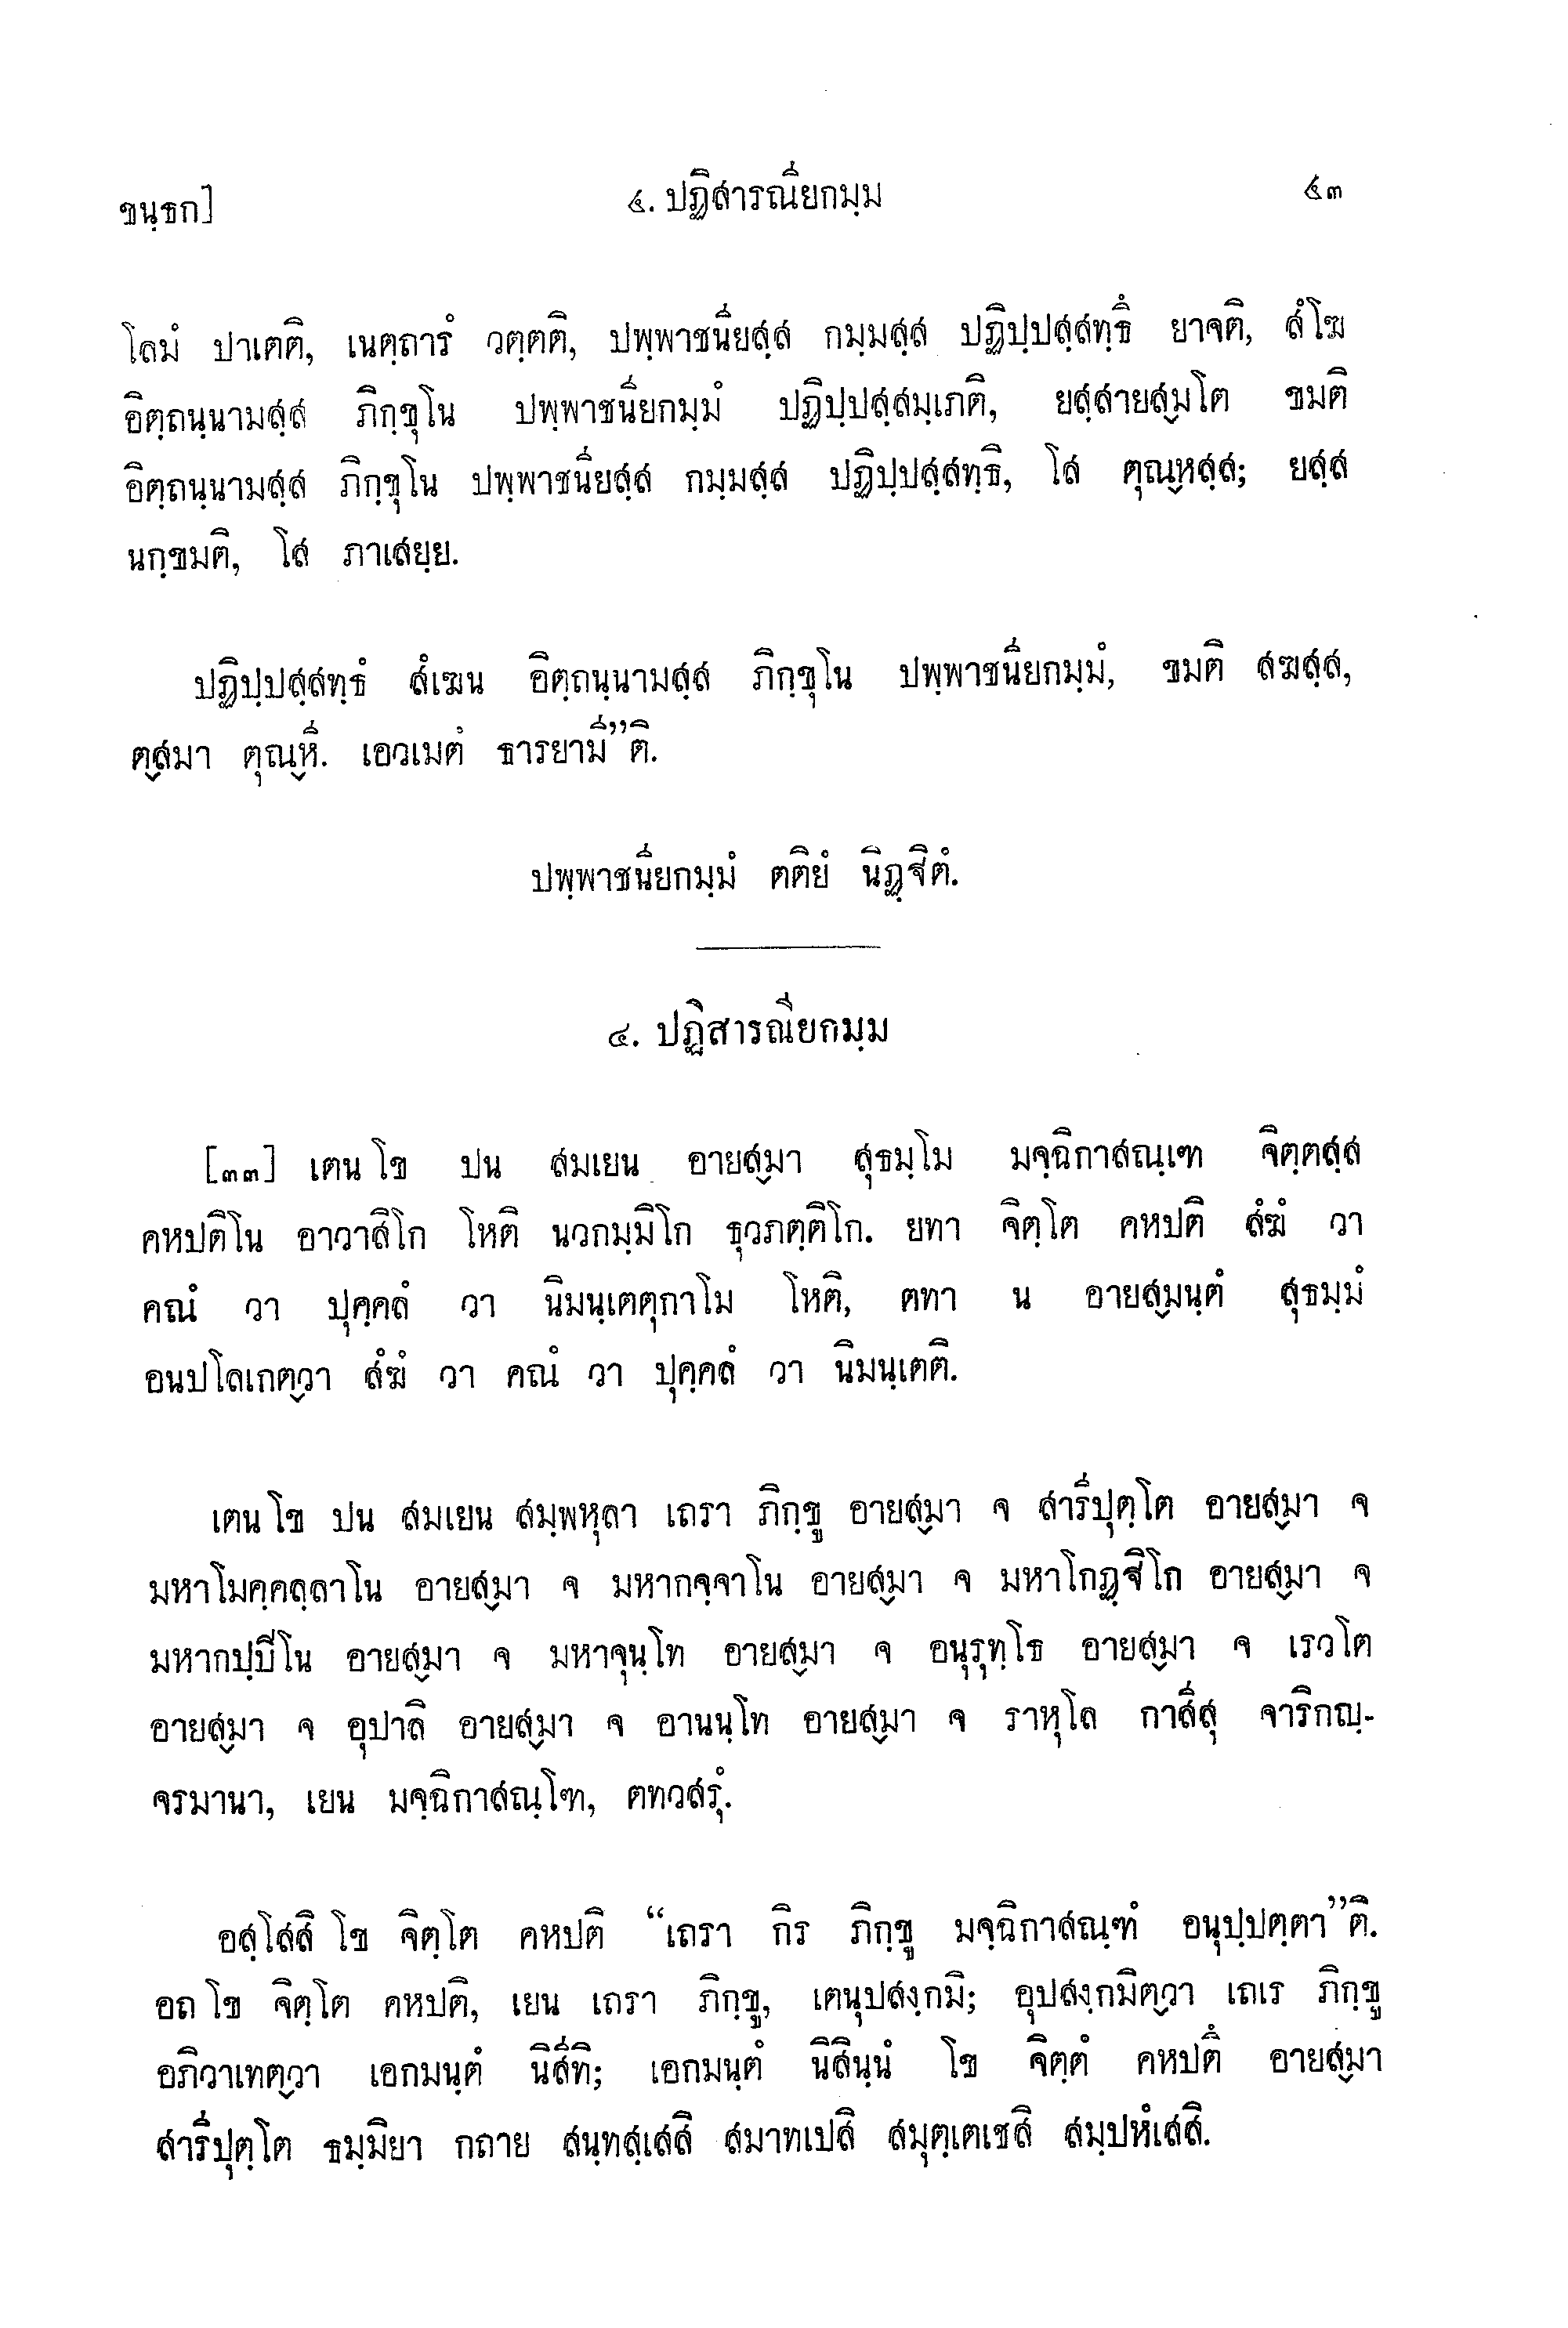 ขนฺธก] ๔. ปฏิสารณียกมฺม ๔๓
โลมํ ปาเตติ, เนตฺถารํ วตฺตติ, ปพฺพาชนียสฺส กมฺมสฺส ปฏิปฺปสฺสทฺธึ ยาจติ, สํโฆ
อิตฺถนฺนามสฺส ภิกฺขุโน ปพฺพาชนียกมฺมํ ปฏิปฺปสฺสมฺเภติ, ยสฺสายสฺมโต ขมติ
อิตฺถนฺนามสฺส ภิกฺขุโน ปพฺพาชนียสฺส กมฺมสฺส ปฏิปฺปสฺสทฺธิ, โส ตุณฺหสฺส; ยสฺส
นกฺขมติ, โส ภาเสยฺย.
ปฏิปฺปสฺสทฺธํ สํเฆน อิตฺถนฺนามสฺส ภิกฺขุโน ปพฺพาชนียกมฺมํ, ขมติ สฆสฺส,
ตสฺมา ตุณฺหี. เอวเมตํ ธารยามี”ติ.
ปพฺพาชนียกมฺมํ ตติยํ นิฏฺฐิตํ.
๔. ปฏิสารณียกมฺม
[๓๓] เตน โข ปน สมเยน อายสฺมา สุธมฺโม มจฺฉิกาสณฺเฑ จิตฺตสฺส
คหปติโน อาวาสิโก โหติ นวกมฺมิโก ธุวภตฺติโก. ยทา จิตฺโต คหปติ สํฆํ วา
คณํ วา ปุคฺคลํ วา นิมนฺเตตุกาโม โหติ, ตทา น อายสฺมนฺตํ สุธมฺมํ
อนปโลเกตฺวา สํฆํ วา คณํ วา ปุคฺคลํ วา นิมนฺเตติ.
เตน โข ปน สมเยน สมฺพหุลา เถรา ภิกฺขู อายสฺมา จ สารีปุตฺโต อายสฺมา จ
มหาโมคฺคลฺลาโน อายสฺมา จ มหากจฺจาโน อายสฺมา จ มหาโกฏฺฐิโก อายสฺมา จ
มหากปฺปิโน อายสฺมา จ มหาจุนฺโท อายสฺมา จ อนุรุทฺโธ อายสฺมา จ เรวโต
อายสฺมา จ อุปาลิ อายสฺมา จ อานนฺโท อายสฺมา จ ราหุโล กาสีสุ จาริกญฺ-
จรมานา, เยน มจฺฉิกาสณฺโฑ, ตทวสรุํ.
อสฺโสสิ โข จิตฺโต คหปติ “เถรา กิร ภิกฺขู มจฺฉิกาสณฺฑํ อนุปฺปตฺตา”ติ.
อถ โข จิตฺโต คหปติ, เยน เถรา ภิกฺขู, เตนุปสงฺกมิ; อุปสงฺกมิตฺวา เถเร ภิกฺขู
อภิวาเทตฺวา เอกมนฺตํ นิสีทิ; เอกมนฺตํ นิสินฺนํ โข จิตฺตํ คหปตึ อายสฺมา
สารีปุตฺโต ธมฺมิยา กถาย สนฺทสฺเสสิ สมาทเปสิ สมุตฺเตเชสิ สมฺปหํเสสิ.